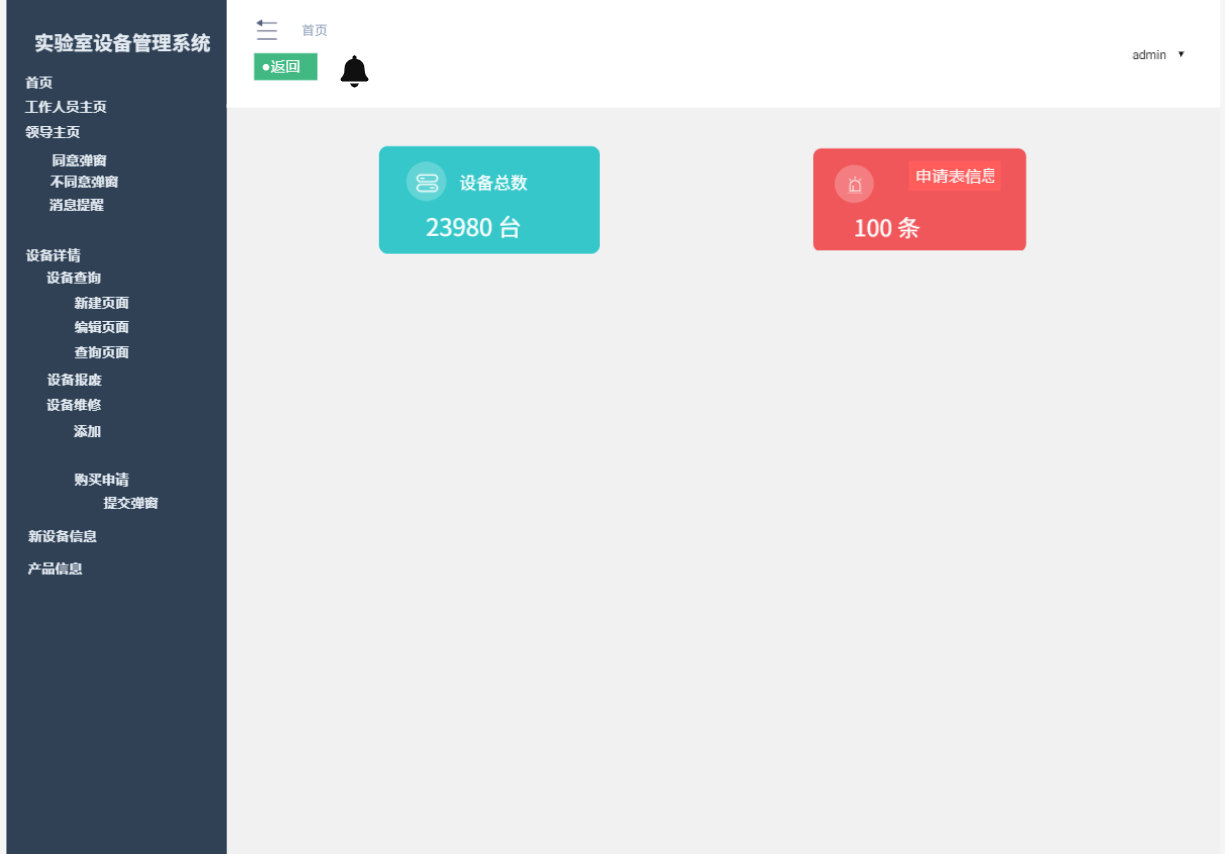 实验室设备管理系统
首页
工作人员主页
领导主页
同意弹窗
不同意弹窗
消息提醒
设备详情
设备查询
新建页面
编辑页面
查询页面
设备报废
设备维修
添加
购买申请
提交弹窗
新设备信息
产品信息
首页
●返回
admin ▼
设备总数
23980 台
申请表信息
100 条